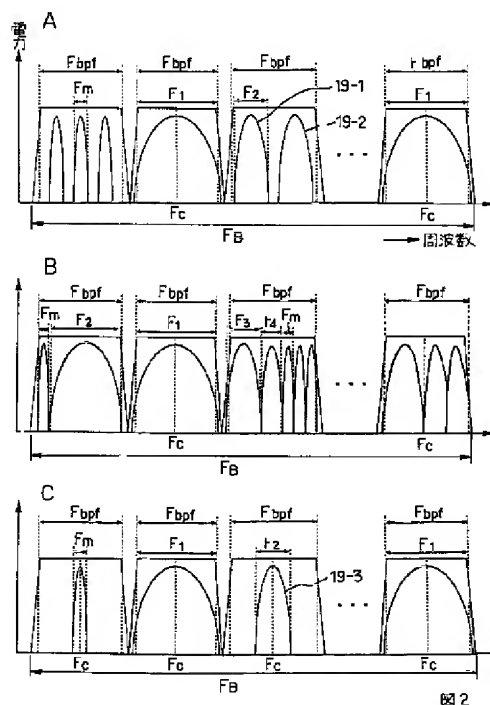 A
電力
Fbpf Fbpf Fbpf Fbpf
Fm F1 F2 19-1 F1
19-2
...
Fc Fc
FB
周波数
B
Fbpf Fbpf Fbpf Fbpf
Fm F2 F1 F3 F4 Fm
...
Fc Fc
FB
C
Fbpf Fbpf Fbpf Fbpf
Fm F1 F2 F1
19-3
...
Fc Fc Fc Fc
FB
図2